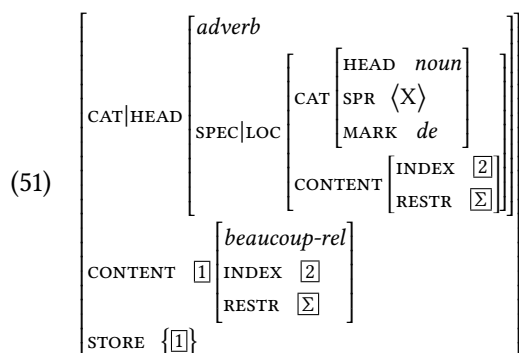 adverb
HEAD noun
CAT SPR ⟨X⟩
CAT|HEAD SPEC|LOC MARK de
(51) CONTENT INDEX 2
RESTR Σ
beaucoup-rel
CONTENT 1 INDEX 2
RESTR Σ
STORE {1}